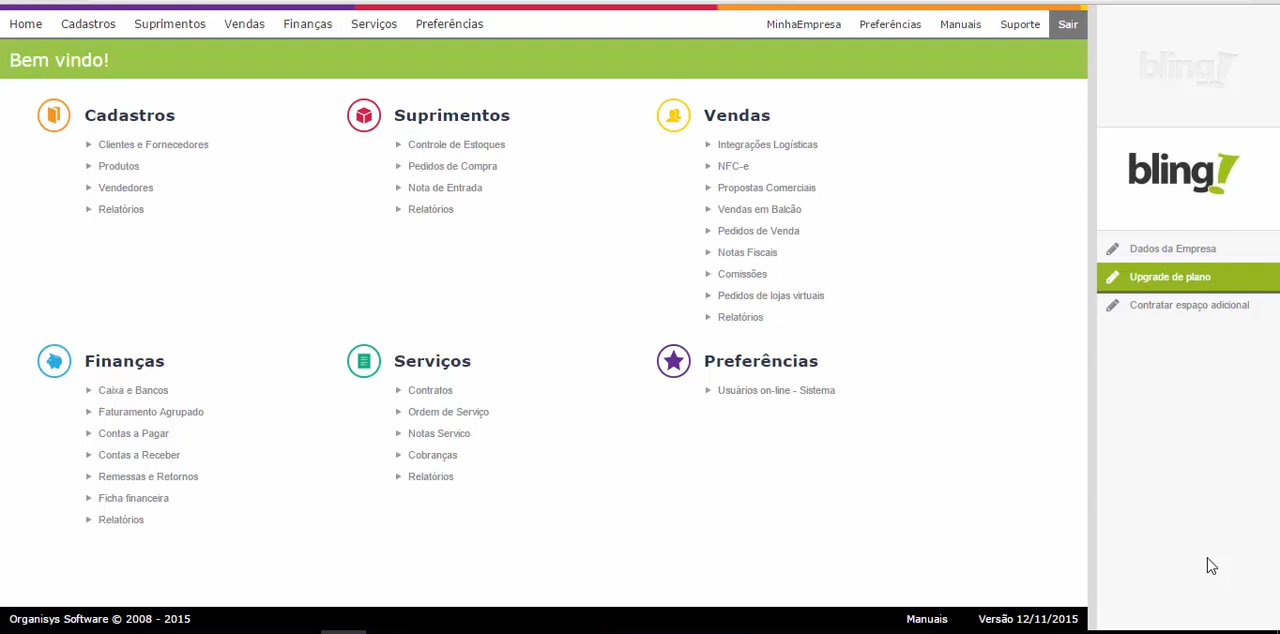 Home Cadastros Suprimentos Vendas Finanças Serviços Preferências MinhaEmpresa Preferências Manuais Suporte Sair
Bem vindo!
Cadastros
Clientes e Fornecedores
Produtos
Vendedores
Relatórios
Suprimentos
Controle de Estoques
Pedidos de Compra
Nota de Entrada
Relatórios
Vendas
Integrações Logísticas
NFC-e
Propostas Comerciais
Vendas em Balcão
Pedidos de Venda
Notas Fiscais
Comissões
Pedidos de lojas virtuais
Relatórios
Finanças
Caixa e Bancos
Faturamento Agrupado
Contas a Pagar
Contas a Receber
Remessas e Retornos
Ficha financeira
Relatórios
Serviços
Contratos
Ordem de Serviço
Notas Servico
Cobranças
Relatórios
Preferências
Usuários on-line - Sistema
bling!
bling!
Dados da Empresa
Upgrade de plano
Contratar espaço adicional
Organisys Software © 2008 - 2015 Manuais Versão 12/11/2015